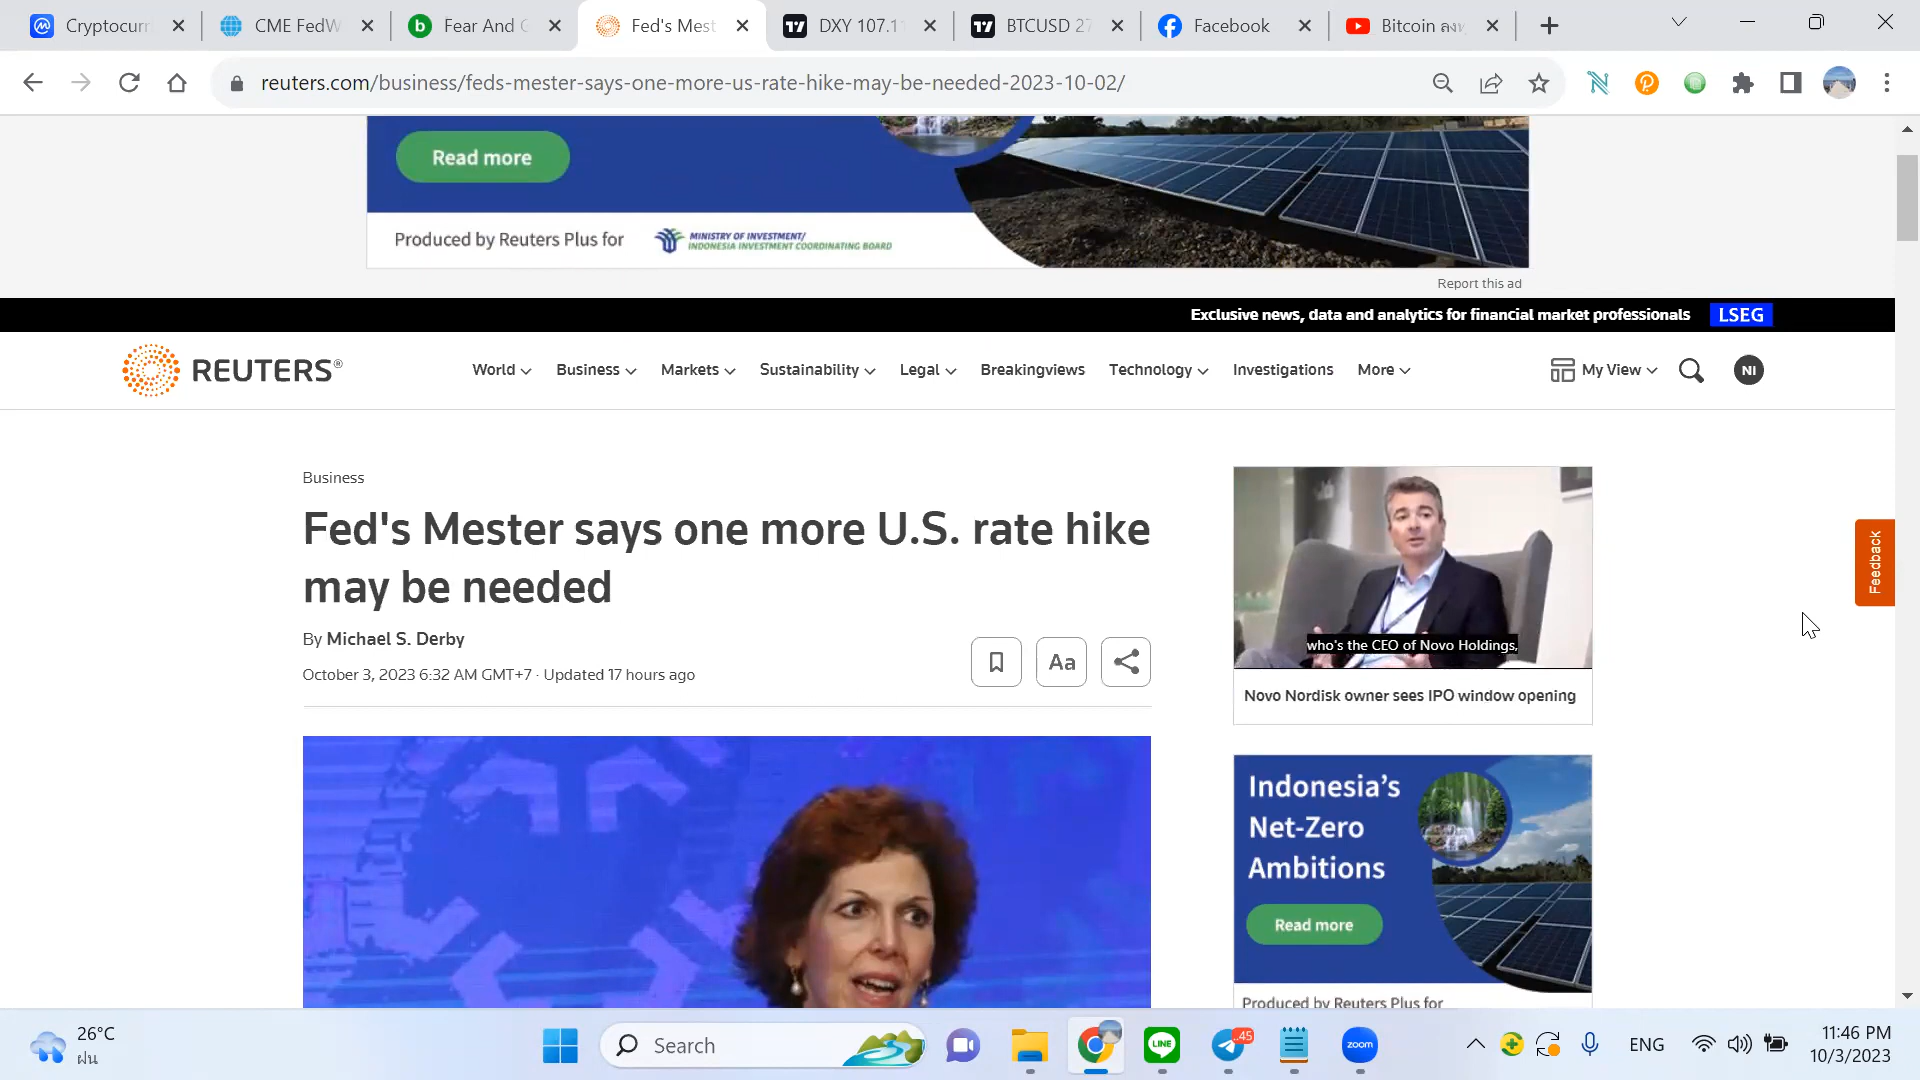 Cryptocurr
CME FedW
Fear And G
Fed's Mest
DXY 107.1
BTCUSD 27
Facebook
Bitcoin ลงทุ
reuters.com/business/feds-mester-says-one-more-us-rate-hike-may-be-needed-2023-10-02/
Read more
Produced by Reuters Plus for
MINISTRY OF INVESTMENT/
INDONESIA INVESTMENT COORDINATING BOARD
Report this ad
Exclusive news, data and analytics for financial market professionals LSEG
REUTERS®
World
Business
Markets
Sustainability
Legal
Breakingviews
Technology
Investigations
More
My View
NI
Business
Fed's Mester says one more U.S. rate hike
may be needed
By Michael S. Derby
October 3, 2023 6:32 AM GMT+7 · Updated 17 hours ago
Aa
who's the CEO of Novo Holdings,
Novo Nordisk owner sees IPO window opening
Feedback
Indonesia's
Net-Zero
Ambitions
Read more
Produced by Reuters Plus for
26°C
ฝน
Search
LINE
45
zoom
ENG
11:46 PM
10/3/2023